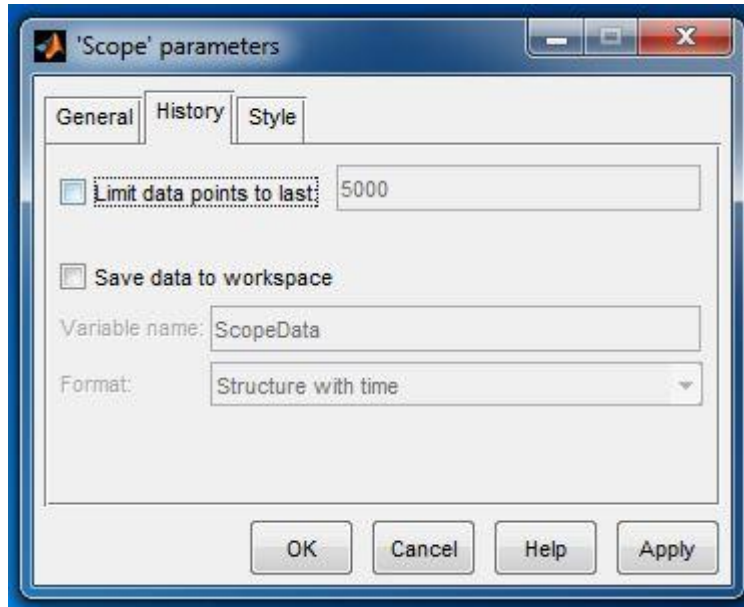 'Scope' parameters
General History Style
Limit data points to last: 5000
Save data to workspace
Variable name: ScopeData
Format: Structure with time
OK Cancel Help Apply